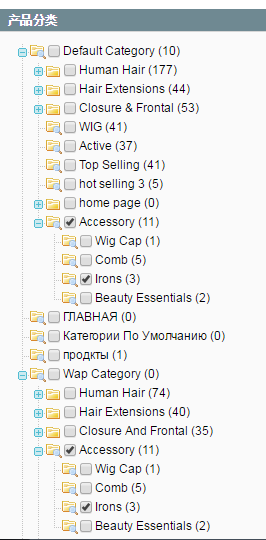 产品分类
Default Category (10)
Human Hair (177)
Hair Extensions (44)
Closure & Frontal (53)
WIG (41)
Active (37)
Top Selling (41)
hot selling 3 (5)
home page (0)
Accessory (11)
Wig Cap (1)
Comb (5)
Irons (3)
Beauty Essentials (2)
ГЛАВНАЯ (0)
Категории По Умолчанию (0)
продкты (1)
Wap Category (0)
Human Hair (74)
Hair Extensions (40)
Closure And Frontal (35)
Accessory (11)
Wig Cap (1)
Comb (5)
Irons (3)
Beauty Essentials (2)